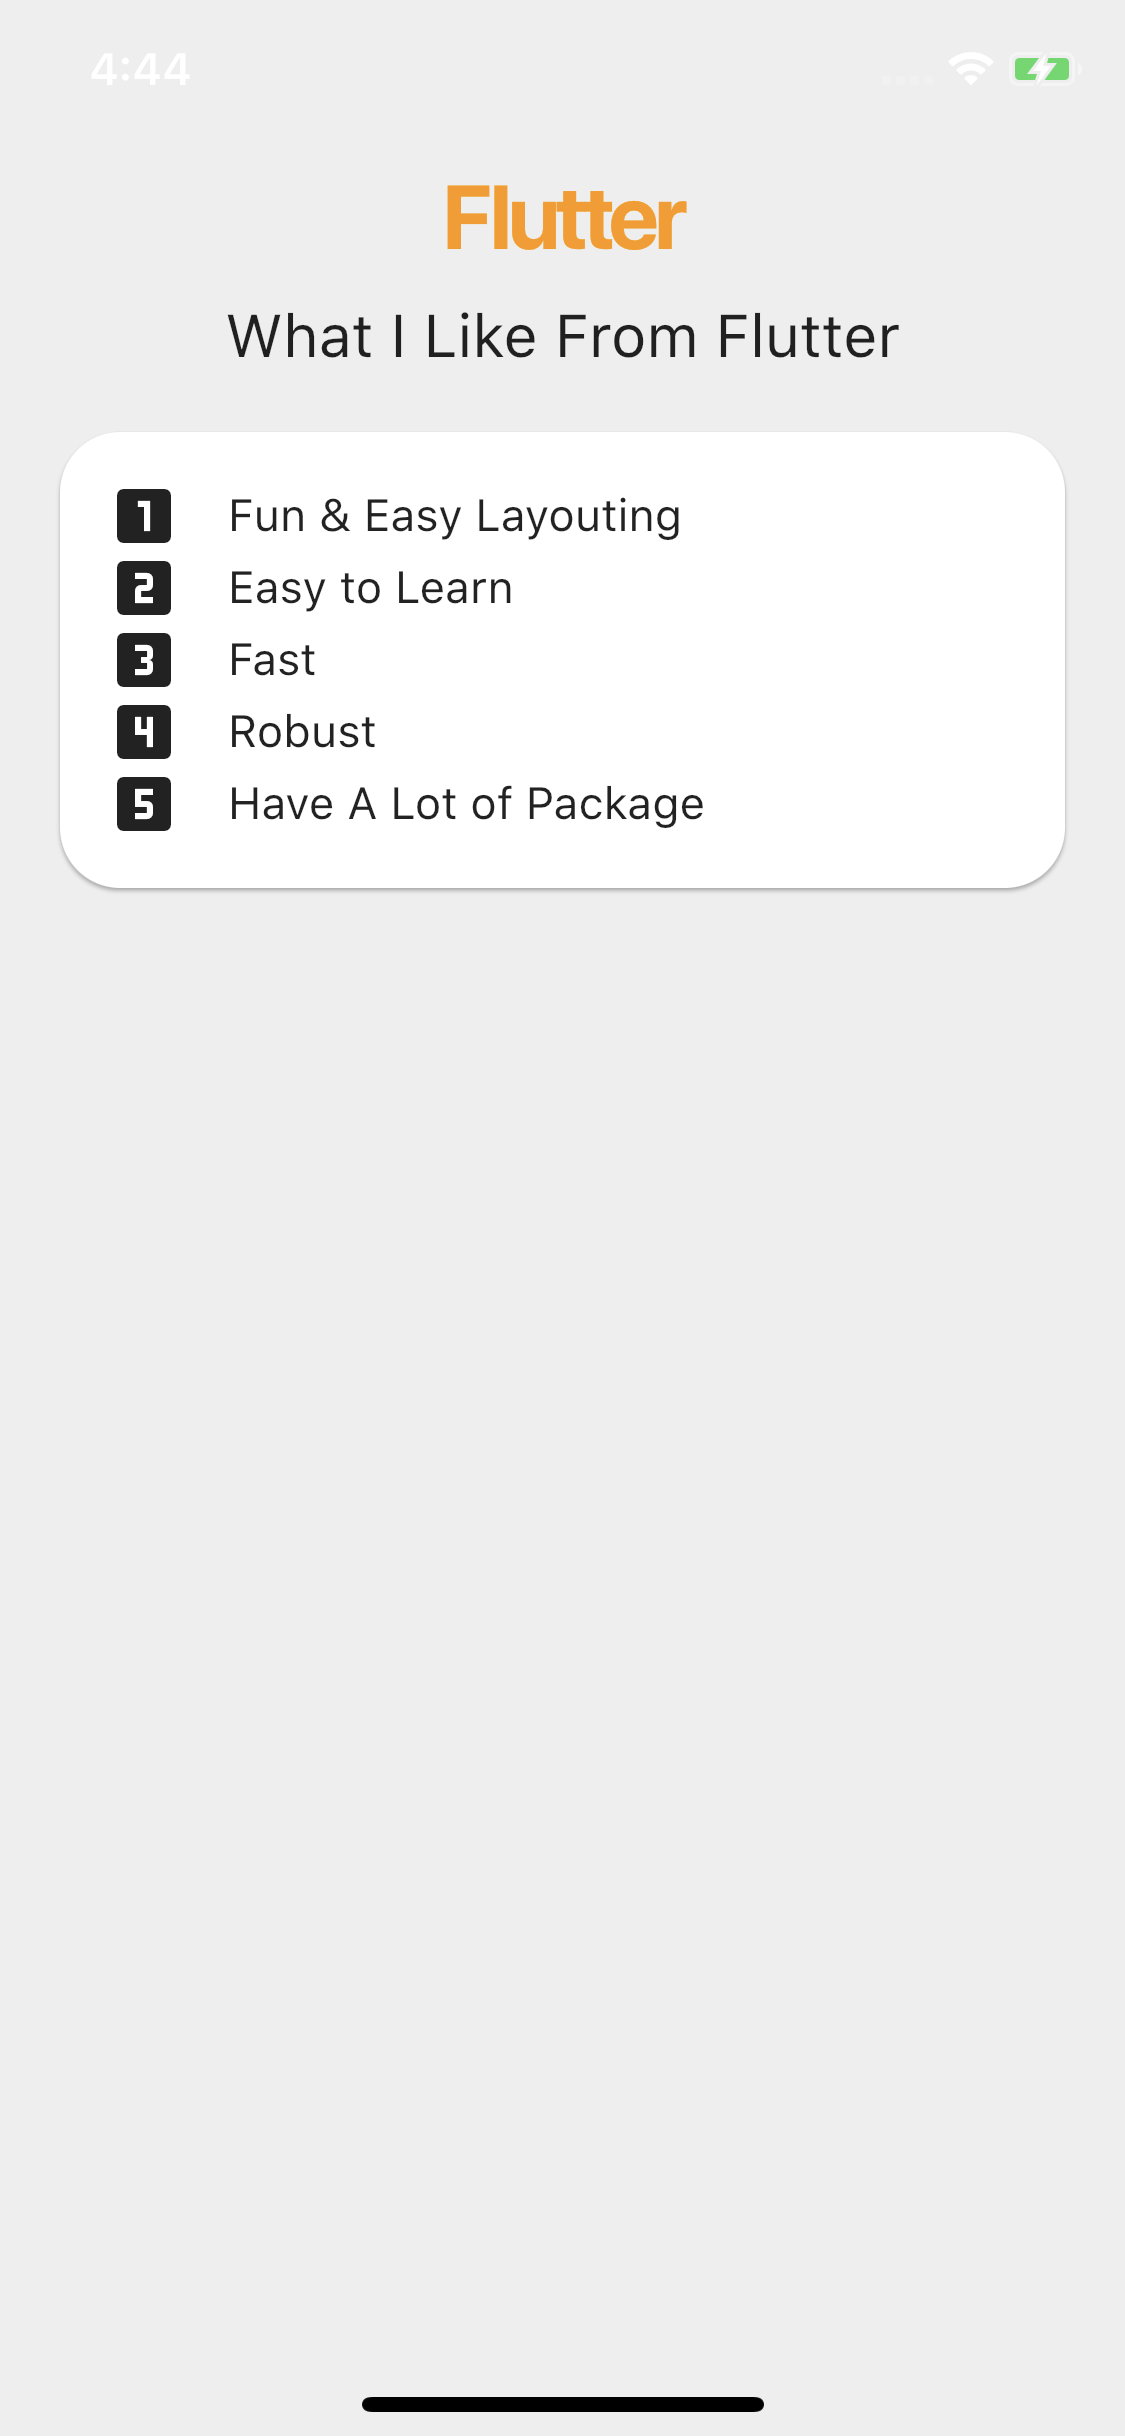 4:44
Flutter
What I Like From Flutter
1 Fun & Easy Layouting
2 Easy to Learn
3 Fast
4 Robust
5 Have A Lot of Package